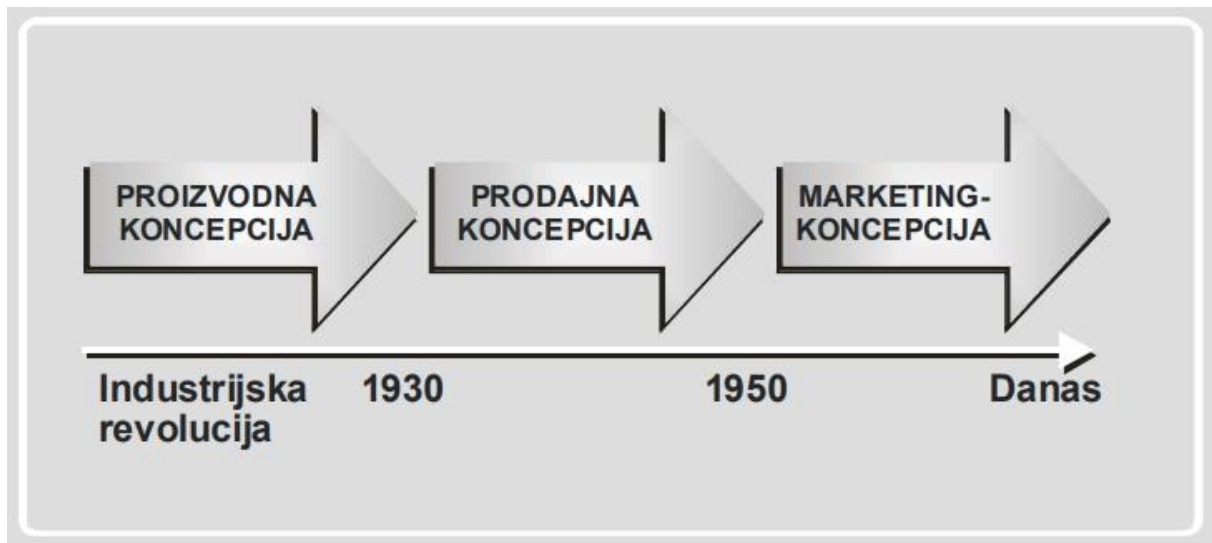 PROIZVODNA
KONCEPCIJA
PRODAJNA
KONCEPCIJA
MARKETING-
KONCEPCIJA
Industrijska
revolucija
1930
1950
Danas